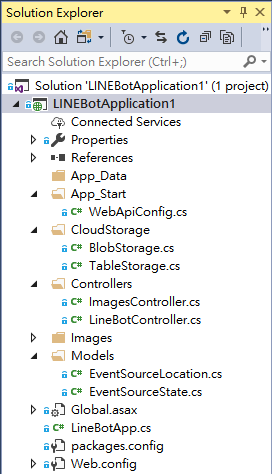 Solution Explorer
Search Solution Explorer (Ctrl+;)
Solution 'LINEBotApplication1' (1 project)
LINEBotApplication1
Connected Services
Properties
References
App_Data
App_Start
C# WebApiConfig.cs
CloudStorage
C# BlobStorage.cs
C# TableStorage.cs
Controllers
C# ImagesController.cs
C# LineBotController.cs
Images
Models
C# EventSourceLocation.cs
C# EventSourceState.cs
Global.asax
C# LineBotApp.cs
packages.config
Web.config